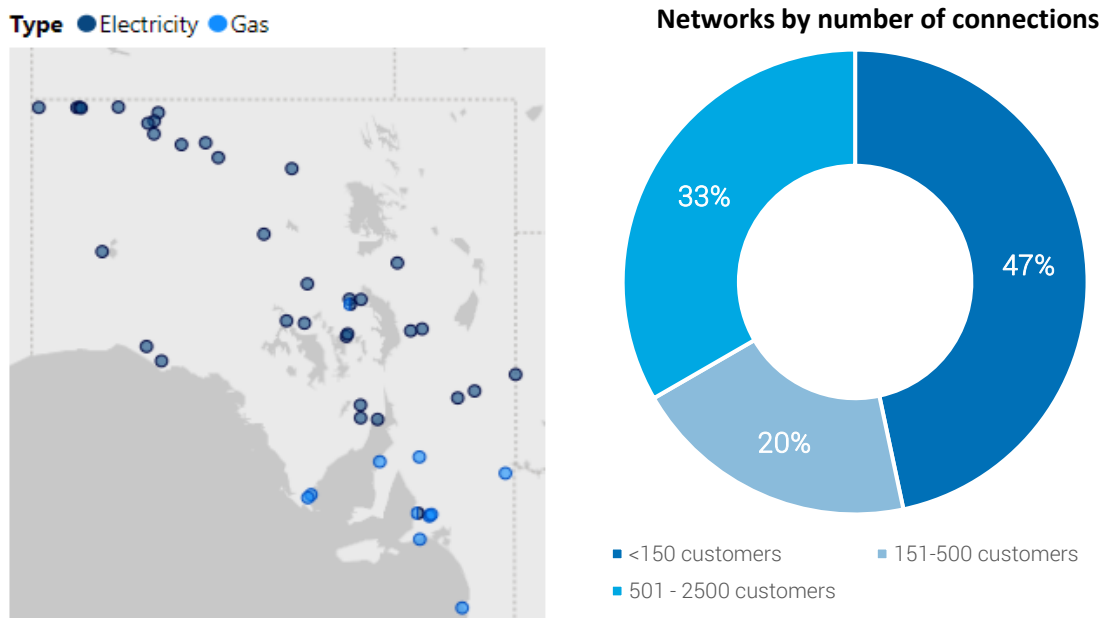 Type Electricity Gas
Networks by number of connections
33%
47%
20%
<150 customers
151-500 customers
501 - 2500 customers